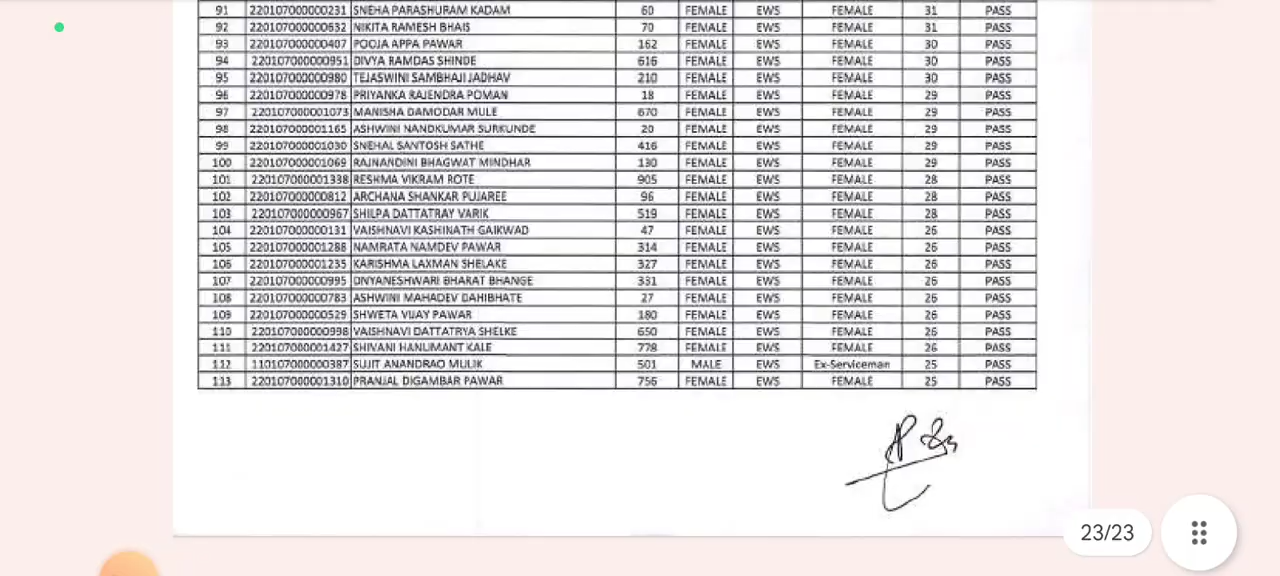 91 220107000000231 SNEHA PARASHURAM KADAM 60 FEMALE EWS FEMALE 31 PASS
92 220107000000632 NIKITA RAMESH BHAIS 70 FEMALE EWS FEMALE 31 PASS
93 220107000000407 POOJA APPA PAWAR 162 FEMALE EWS FEMALE 30 PASS
94 220107000000951 DIVYA RAMDAS SHINDE 616 FEMALE EWS FEMALE 30 PASS
95 220107000000980 TEJASWINI SAMBHAJI JADHAV 210 FEMALE EWS FEMALE 30 PASS
96 220107000000978 PRIYANKA RAJENDRA POMAN 18 FEMALE EWS FEMALE 29 PASS
97 220107000001073 MANISHA DAMODAR MULE 670 FEMALE EWS FEMALE 29 PASS
98 220107000001165 ASHWINI NANDKUMAR SURKUNDE 20 FEMALE EWS FEMALE 29 PASS
99 220107000001030 SNEHAL SANTOSH SATHE 416 FEMALE EWS FEMALE 29 PASS
100 220107000001069 RAJNANDINI BHAGWAT MINDHAR 130 FEMALE EWS FEMALE 29 PASS
101 220107000001338 RESHMA VIKRAM ROTE 905 FEMALE EWS FEMALE 28 PASS
102 220107000000812 ARCHANA SHANKAR PUJAREE 96 FEMALE EWS FEMALE 28 PASS
103 220107000000967 SHILPA DATTATRAY VARIK 519 FEMALE EWS FEMALE 28 PASS
104 220107000000131 VAISHNAVI KASHINATH GAIKWAD 47 FEMALE EWS FEMALE 26 PASS
105 220107000001288 NAMRATA NAMDEV PAWAR 314 FEMALE EWS FEMALE 26 PASS
106 220107000001235 KARISHMA LAXMAN SHELAKE 327 FEMALE EWS FEMALE 26 PASS
107 220107000000995 DNYANESHWARI BHARAT BHANGE 331 FEMALE EWS FEMALE 26 PASS
108 220107000000783 ASHWINI MAHADEV DAHIBHATE 27 FEMALE EWS FEMALE 26 PASS
109 220107000000529 SHWETA VIJAY PAWAR 180 FEMALE EWS FEMALE 26 PASS
110 220107000000998 VAISHNAVI DATTATRYA SHELKE 650 FEMALE EWS FEMALE 26 PASS
111 220107000001427 SHIVANI HANUMANT KALE 778 FEMALE EWS FEMALE 26 PASS
112 110107000000387 SUJIT ANANDRAO MULIK 501 MALE EWS Ex-Serviceman 25 PASS
113 220107000001310 PRANJAL DIGAMBAR PAWAR 756 FEMALE EWS FEMALE 25 PASS
23/23